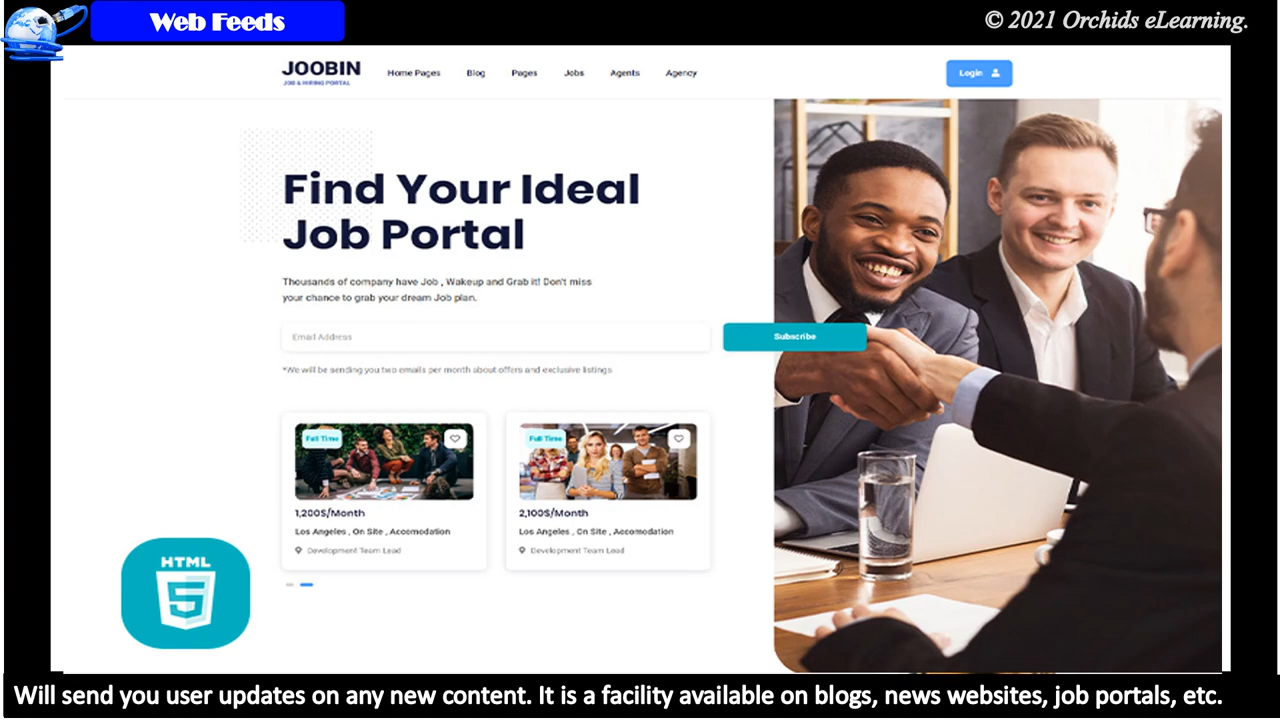 Web Feeds
© 2021 Orchids eLearning.
JOOBIN
JOB & HIRING PORTAL
Home Pages Blog Pages Jobs Agents Agency
Login
Find Your Ideal
Job Portal
Thousands of company have Job , Wakeup and Grab it! Don't miss
your chance to grab your dream Job plan.
Email Address
Subscribe
*We will be sending you two emails per month about offers and exclusive listings
Full Time
1,200$/Month
Los Angeles , On Site , Accomodation
Development Team Lead
Full Time
2,100$/Month
Los Angeles , On Site , Accomodation
Development Team Lead
HTML
5
Will send you user updates on any new content. It is a facility available on blogs, news websites, job portals, etc.